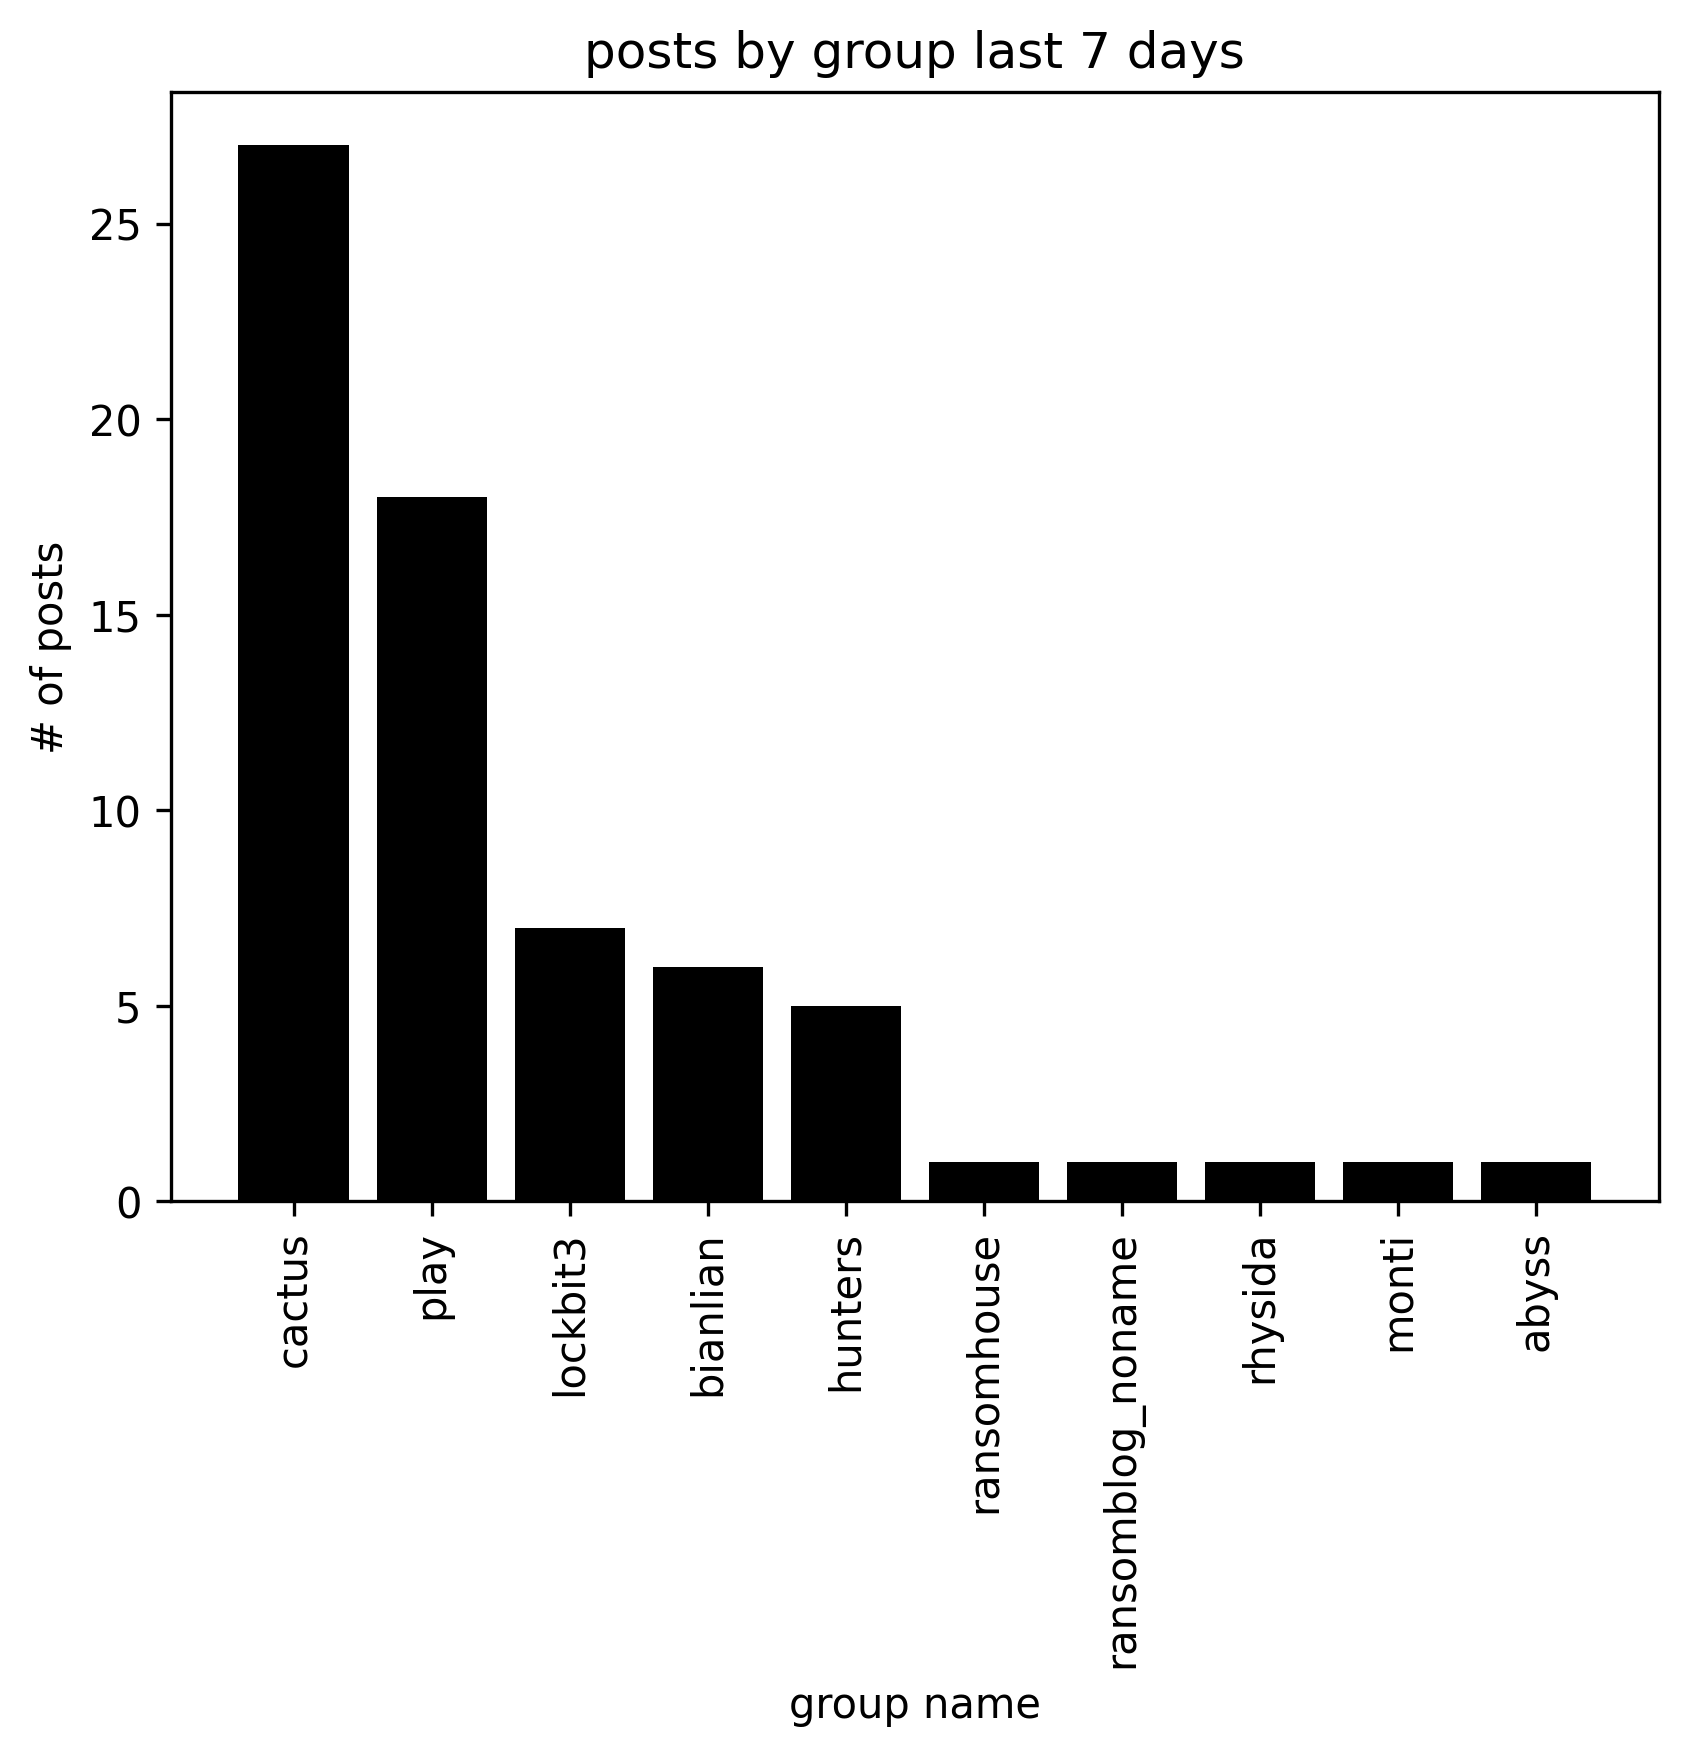 posts by group last 7 days
# of posts
25
20
15
10
5
0
cactus
play
lockbit3
bianlian
hunters
ransomhouse
ransomblog_noname
rhysida
monti
abyss
group name